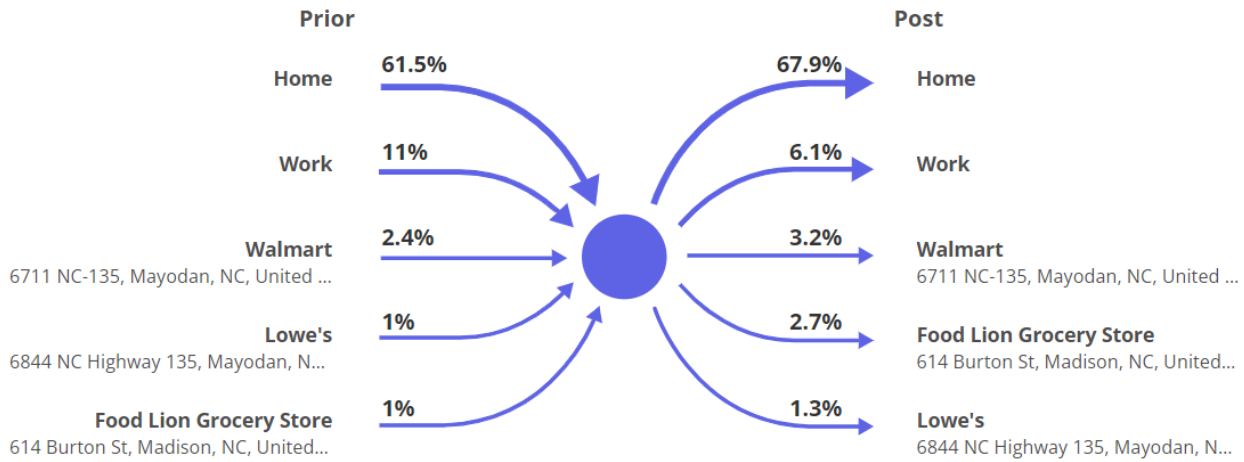 Prior
Post
Home
61.5%
67.9%
Home
Work
11%
6.1%
Work
Walmart
6711 NC-135, Mayodan, NC, United ...
2.4%
3.2%
Walmart
6711 NC-135, Mayodan, NC, United ...
Lowe's
6844 NC Highway 135, Mayodan, N...
1%
2.7%
Food Lion Grocery Store
614 Burton St, Madison, NC, United...
Food Lion Grocery Store
614 Burton St, Madison, NC, United...
1%
1.3%
Lowe's
6844 NC Highway 135, Mayodan, N...